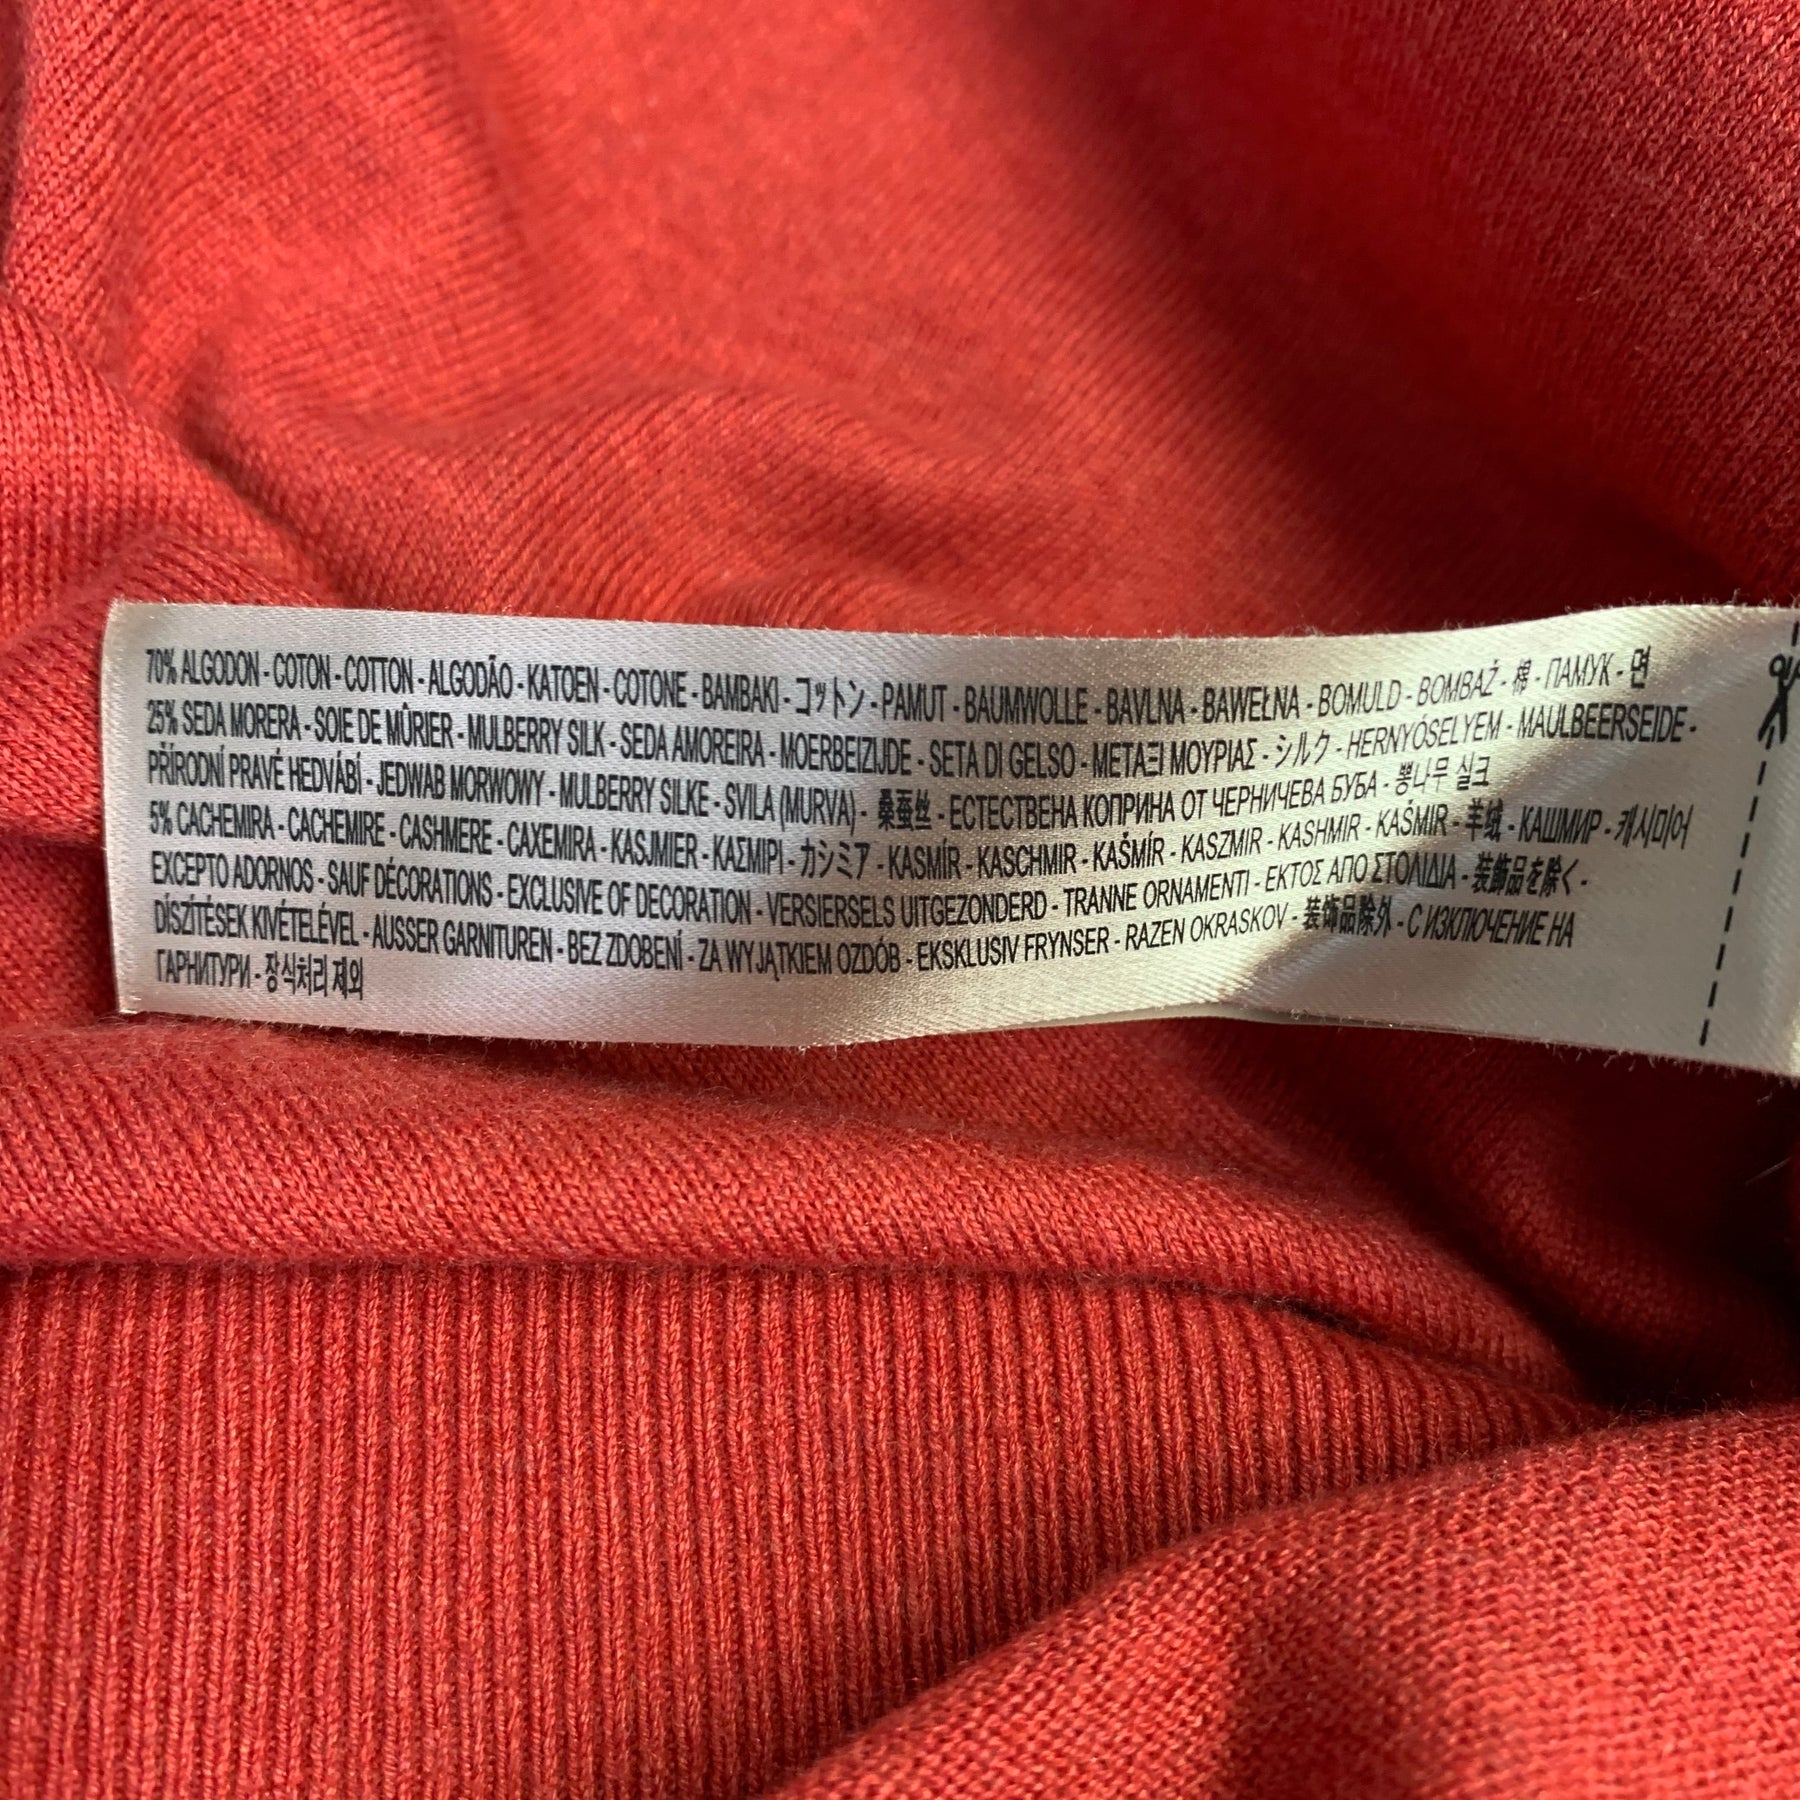 70% ALGODON - COTON - COTTON - ALGODÃO - KATOEN - COTONE - BAMBAKI - コットン - PAMUT - BAUMWOLLE - BAVLNA - BAWEŁNA - BOMULD - BOMBAŽ - 棉 - ПАМУК - 면
25% SEDA MORERA - SOIE DE MÛRIER - MULBERRY SILK - SEDA AMOREIRA - MOERBEIZIJDE - SETA DI GELSO - ΜΕΤΑΞΙ ΜΟΥΡΙΑΣ - シルク - HERNYÓSELYEM - MAULBEERSEIDE -
PŘÍRODNÍ PRAVÉ HEDVÁBÍ - JEDWAB MORWOWY - MULBERRY SILKE - SVILA (MURVA) - 桑蚕丝 - ЕСТЕСТВЕНА КОПРИНА ОТ ЧЕРНИЧЕВА БУБА - 뽕나무 실크
5% CACHEMIRA - CACHEMIRE - CASHMERE - CAXEMIRA - KASJMIER - ΚΑΣΜΙΡΙ - カシミア - KASMÍR - KASCHMIR - KAŠMÍR - KASZMIR - KASHMIR - KAŠMIR - 羊绒 - КАШМИР - 캐시미어
EXCEPTO ADORNOS - SAUF DÉCORATIONS - EXCLUSIVE OF DECORATION - VERSIERSELS UITGEZONDERD - TRANNE ORNAMENTI - ΕΚΤΟΣ ΑΠΟ ΣΤΟΛΙΔΙΑ - 装飾品を除く -
DÍSZÍTÉSEK KIVÉTELÉVEL - AUSSER GARNITUREN - BEZ ZDOBENÍ - ZA WYJĄTKIEM OZDÓB - EKSKLUSIV FRYNSER - RAZEN OKRASKOV - 装饰品除外 - С ИЗКЛЮЧЕНИЕ НА
ГАРНИТУРИ - 장식처리 제외